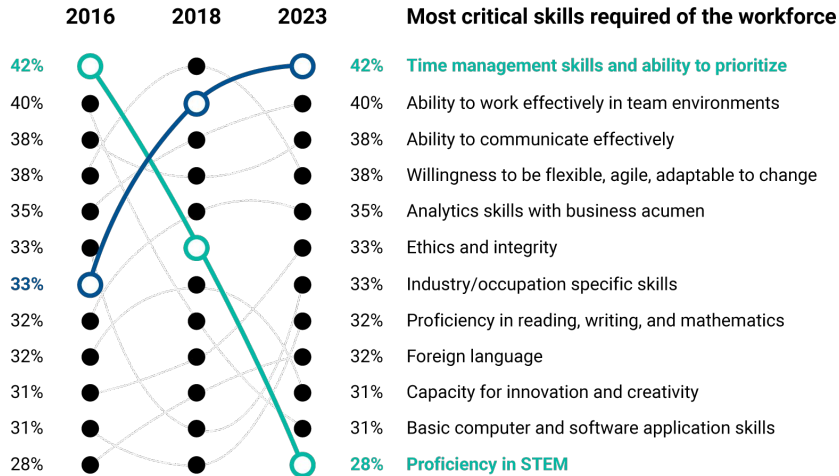 2016 2018 2023 Most critical skills required of the workforce
42% 42% Time management skills and ability to prioritize
40% 40% Ability to work effectively in team environments
38% 38% Ability to communicate effectively
38% 38% Willingness to be flexible, agile, adaptable to change
35% 35% Analytics skills with business acumen
33% 33% Ethics and integrity
33% 33% Industry/occupation specific skills
32% 32% Proficiency in reading, writing, and mathematics
32% 32% Foreign language
31% 31% Capacity for innovation and creativity
31% 31% Basic computer and software application skills
28% 28% Proficiency in STEM